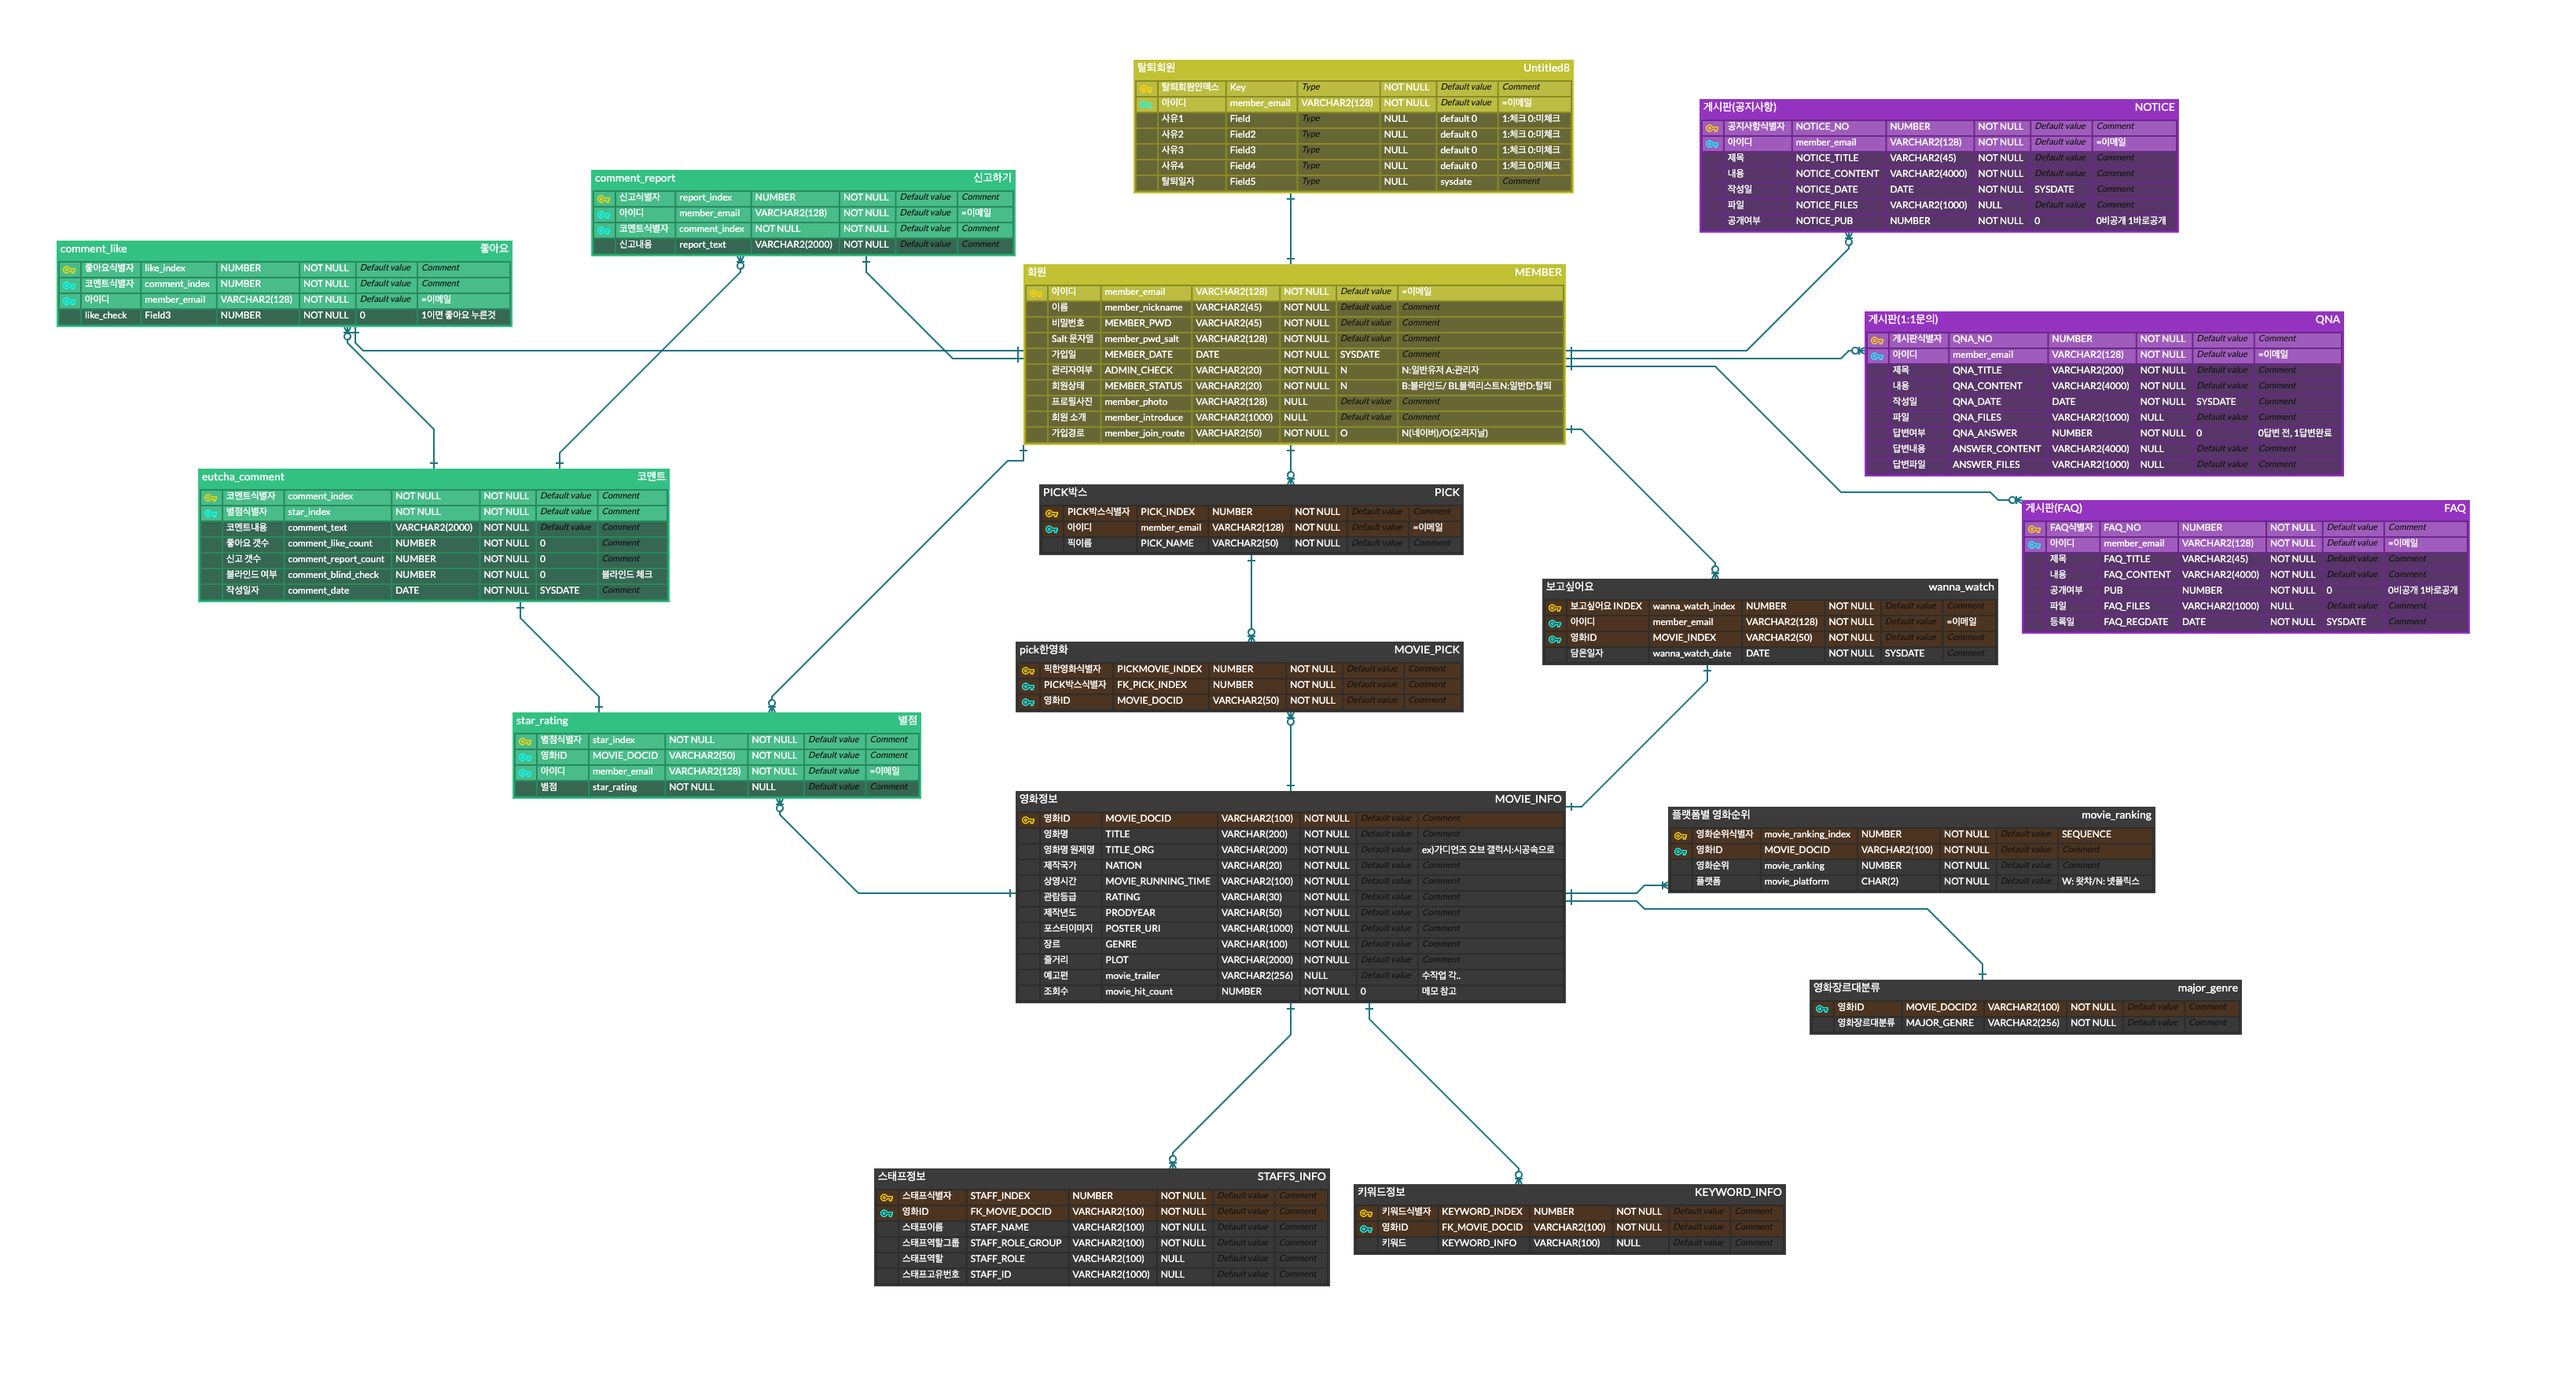 탈퇴회원 Untitled8
탈퇴회원인덱스 Key Type NOT NULL Default value Comment
아이디 member_email VARCHAR2(128) NOT NULL Default value =이메일
사유1 Field Type NULL default 0 1:체크 0:미체크
사유2 Field2 Type NULL default 0 1:체크 0:미체크
사유3 Field3 Type NULL default 0 1:체크 0:미체크
사유4 Field4 Type NULL default 0 1:체크 0:미체크
탈퇴일자 Field5 Type NULL sysdate Comment
게시판(공지사항) NOTICE
공지사항식별자 NOTICE_NO NUMBER NOT NULL Default value Comment
아이디 member_email VARCHAR2(128) NOT NULL Default value =이메일
제목 NOTICE_TITLE VARCHAR2(45) NOT NULL Default value Comment
내용 NOTICE_CONTENT VARCHAR2(4000) NOT NULL Default value Comment
작성일 NOTICE_DATE DATE NOT NULL SYSDATE Comment
파일 NOTICE_FILES VARCHAR2(1000) NULL Default value Comment
공개여부 NOTICE_PUB NUMBER NOT NULL 0 0비공개 1바로공개
comment_report 신고하기
신고식별자 report_index NUMBER NOT NULL Default value Comment
아이디 member_email VARCHAR2(128) NOT NULL Default value =이메일
코멘트식별자 comment_index NOT NULL NOT NULL Default value Comment
신고내용 report_text VARCHAR2(2000) NOT NULL Default value Comment
comment_like 좋아요
좋아요식별자 like_index NUMBER NOT NULL Default value Comment
코멘트식별자 comment_index NUMBER NOT NULL Default value Comment
아이디 member_email VARCHAR2(128) NOT NULL Default value =이메일
like_check Field3 NUMBER NOT NULL 0 1이면 좋아요 누른것
회원 MEMBER
아이디 member_email VARCHAR2(128) NOT NULL Default value =이메일
이름 member_nickname VARCHAR2(45) NOT NULL Default value Comment
비밀번호 MEMBER_PWD VARCHAR2(45) NOT NULL Default value Comment
Salt 문자열 member_pwd_salt VARCHAR2(128) NOT NULL Default value Comment
가입일 MEMBER_DATE DATE NOT NULL SYSDATE Comment
관리자여부 ADMIN_CHECK VARCHAR2(20) NOT NULL N N:일반유저 A:관리자
회원상태 MEMBER_STATUS VARCHAR2(20) NOT NULL N B:블라인드/ BL블랙리스트N:일반D:탈퇴
프로필사진 member_photo VARCHAR2(128) NULL Default value Comment
회원 소개 member_introduce VARCHAR2(1000) NULL Default value Comment
가입경로 member_join_route VARCHAR2(50) NOT NULL O N(네이버)/O(오리지날)
게시판(1:1문의) QNA
게시판식별자 QNA_NO NUMBER NOT NULL Default value Comment
아이디 member_email VARCHAR2(128) NOT NULL Default value =이메일
제목 QNA_TITLE VARCHAR2(200) NOT NULL Default value Comment
내용 QNA_CONTENT VARCHAR2(4000) NOT NULL Default value Comment
작성일 QNA_DATE DATE NOT NULL SYSDATE Comment
파일 QNA_FILES VARCHAR2(1000) NULL Default value Comment
답변여부 QNA_ANSWER NUMBER NOT NULL 0 0답변 전, 1답변완료
답변내용 ANSWER_CONTENT VARCHAR2(4000) NULL Default value Comment
답변파일 ANSWER_FILES VARCHAR2(1000) NULL Default value Comment
eutcha_comment 코멘트
코멘트식별자 comment_index NOT NULL NOT NULL Default value Comment
별점식별자 star_index NOT NULL NOT NULL Default value Comment
코멘트내용 comment_text VARCHAR2(2000) NOT NULL Default value Comment
좋아요 갯수 comment_like_count NUMBER NOT NULL 0 Comment
신고 갯수 comment_report_count NUMBER NOT NULL 0 Comment
블라인드 여부 comment_blind_check NUMBER NOT NULL 0 블라인드 체크
작성일자 comment_date DATE NOT NULL SYSDATE Comment
PICK박스 PICK
PICK박스식별자 PICK_INDEX NUMBER NOT NULL Default value Comment
아이디 member_email VARCHAR2(128) NOT NULL Default value =이메일
픽이름 PICK_NAME VARCHAR2(50) NOT NULL Default value Comment
게시판(FAQ) FAQ
FAQ식별자 FAQ_NO NUMBER NOT NULL Default value Comment
아이디 member_email VARCHAR2(128) NOT NULL Default value =이메일
제목 FAQ_TITLE VARCHAR2(45) NOT NULL Default value Comment
내용 FAQ_CONTENT VARCHAR2(4000) NOT NULL Default value Comment
공개여부 PUB NUMBER NOT NULL 0 0비공개 1바로공개
파일 FAQ_FILES VARCHAR2(1000) NULL Default value Comment
등록일 FAQ_REGDATE DATE NOT NULL SYSDATE Comment
보고싶어요 wanna_watch
보고싶어요 INDEX wanna_watch_index NUMBER NOT NULL Default value Comment
아이디 member_email VARCHAR2(128) NOT NULL Default value =이메일
영화ID MOVIE_INDEX VARCHAR2(50) NOT NULL Default value Comment
담은일자 wanna_watch_date DATE NOT NULL SYSDATE Comment
pick한영화 MOVIE_PICK
픽한영화식별자 PICKMOVIE_INDEX NUMBER NOT NULL Default value Comment
PICK박스식별자 FK_PICK_INDEX NUMBER NOT NULL Default value Comment
영화ID MOVIE_DOCID VARCHAR2(50) NOT NULL Default value Comment
star_rating 별점
별점식별자 star_index NOT NULL NOT NULL Default value Comment
영화ID MOVIE_DOCID VARCHAR2(50) NOT NULL Default value Comment
아이디 member_email VARCHAR2(128) NOT NULL Default value =이메일
별점 star_rating NOT NULL NULL Default value Comment
영화정보 MOVIE_INFO
영화ID MOVIE_DOCID VARCHAR2(100) NOT NULL Default value Comment
영화명 TITLE VARCHAR(200) NOT NULL Default value Comment
영화명 원제명 TITLE_ORG VARCHAR(200) NOT NULL Default value ex)가디언즈 오브 갤럭시:시공속으로
제작국가 NATION VARCHAR(20) NOT NULL Default value Comment
상영시간 MOVIE_RUNNING_TIME VARCHAR2(100) NOT NULL Default value Comment
관람등급 RATING VARCHAR(30) NOT NULL Default value Comment
제작년도 PRODYEAR VARCHAR(50) NOT NULL Default value Comment
포스터이미지 POSTER_URI VARCHAR(1000) NOT NULL Default value Comment
장르 GENRE VARCHAR(100) NOT NULL Default value Comment
줄거리 PLOT VARCHAR(2000) NOT NULL Default value Comment
예고편 movie_trailer VARCHAR2(256) NULL Default value 수작업 각..
조회수 movie_hit_count NUMBER NOT NULL 0 메모 참고
플랫폼별 영화순위 movie_ranking
영화순위식별자 movie_ranking_index NUMBER NOT NULL Default value SEQUENCE
영화ID MOVIE_DOCID VARCHAR2(100) NOT NULL Default value Comment
영화순위 movie_ranking NUMBER NOT NULL Default value Comment
플랫폼 movie_platform CHAR(2) NOT NULL Default value W: 왓챠/N: 넷플릭스
영화장르대분류 major_genre
영화ID MOVIE_DOCID2 VARCHAR2(100) NOT NULL Default value Comment
영화장르대분류 MAJOR_GENRE VARCHAR2(256) NOT NULL Default value Comment
스태프정보 STAFFS_INFO
스태프식별자 STAFF_INDEX NUMBER NOT NULL Default value Comment
영화ID FK_MOVIE_DOCID VARCHAR2(100) NOT NULL Default value Comment
스태프이름 STAFF_NAME VARCHAR2(100) NOT NULL Default value Comment
스태프역할그룹 STAFF_ROLE_GROUP VARCHAR2(100) NOT NULL Default value Comment
스태프역할 STAFF_ROLE VARCHAR2(100) NULL Default value Comment
스태프고유번호 STAFF_ID VARCHAR2(1000) NULL Default value Comment
키워드정보 KEYWORD_INFO
키워드식별자 KEYWORD_INDEX NUMBER NOT NULL Default value Comment
영화ID FK_MOVIE_DOCID VARCHAR2(100) NOT NULL Default value Comment
키워드 KEYWORD_INFO VARCHAR(100) NULL Default value Comment